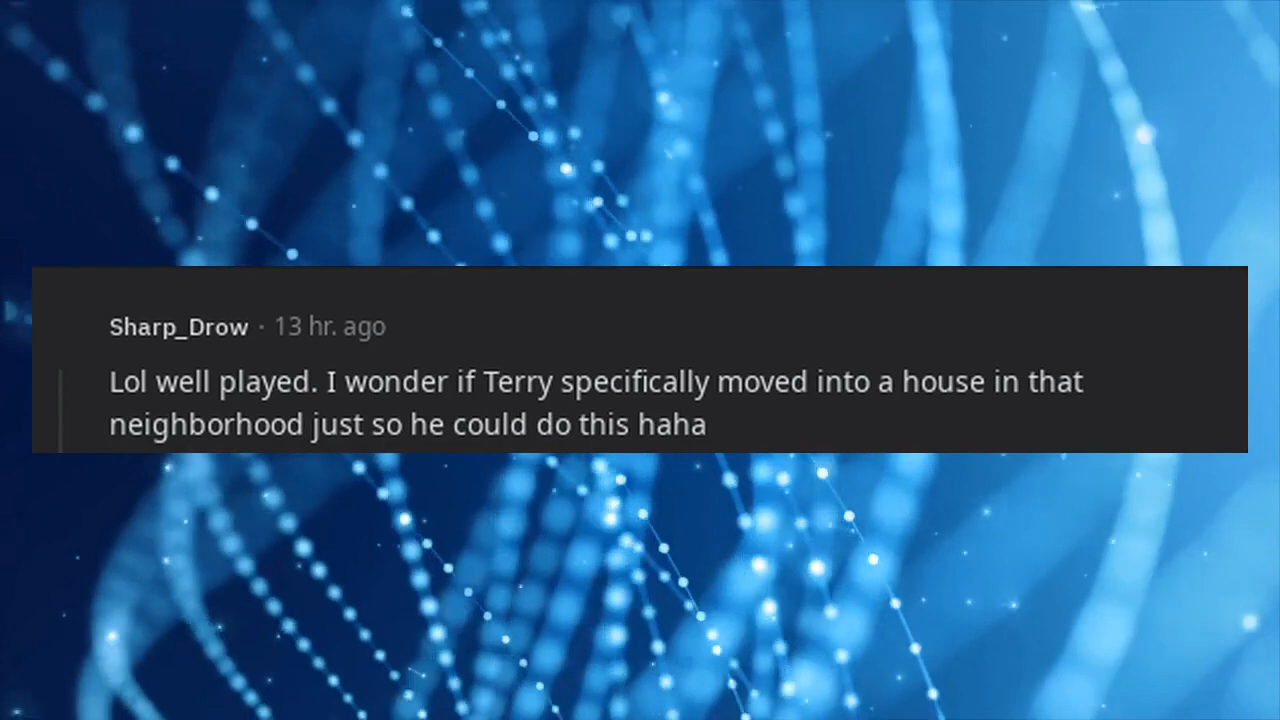 Sharp_Drow · 13 hr. ago
Lol well played. I wonder if Terry specifically moved into a house in that
neighborhood just so he could do this haha